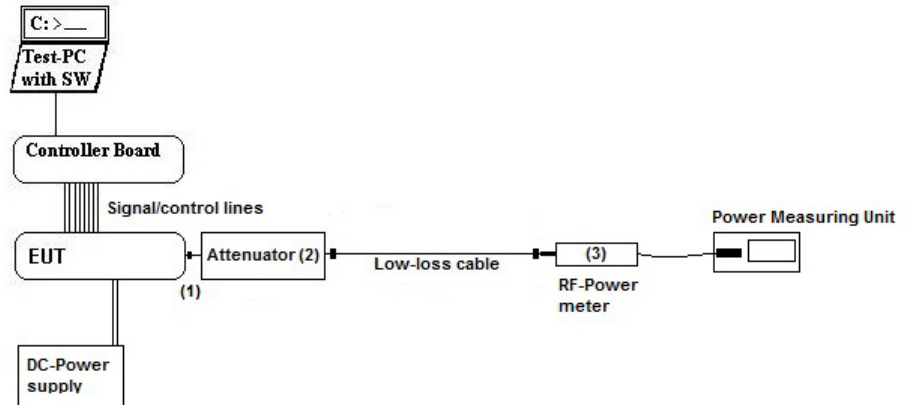 C:>__
Test-PC
with SW
Controller Board
Signal/control lines
EUT
Attenuator (2)
(1)
Low-loss cable
(3)
RF-Power
meter
Power Measuring Unit
DC-Power
supply